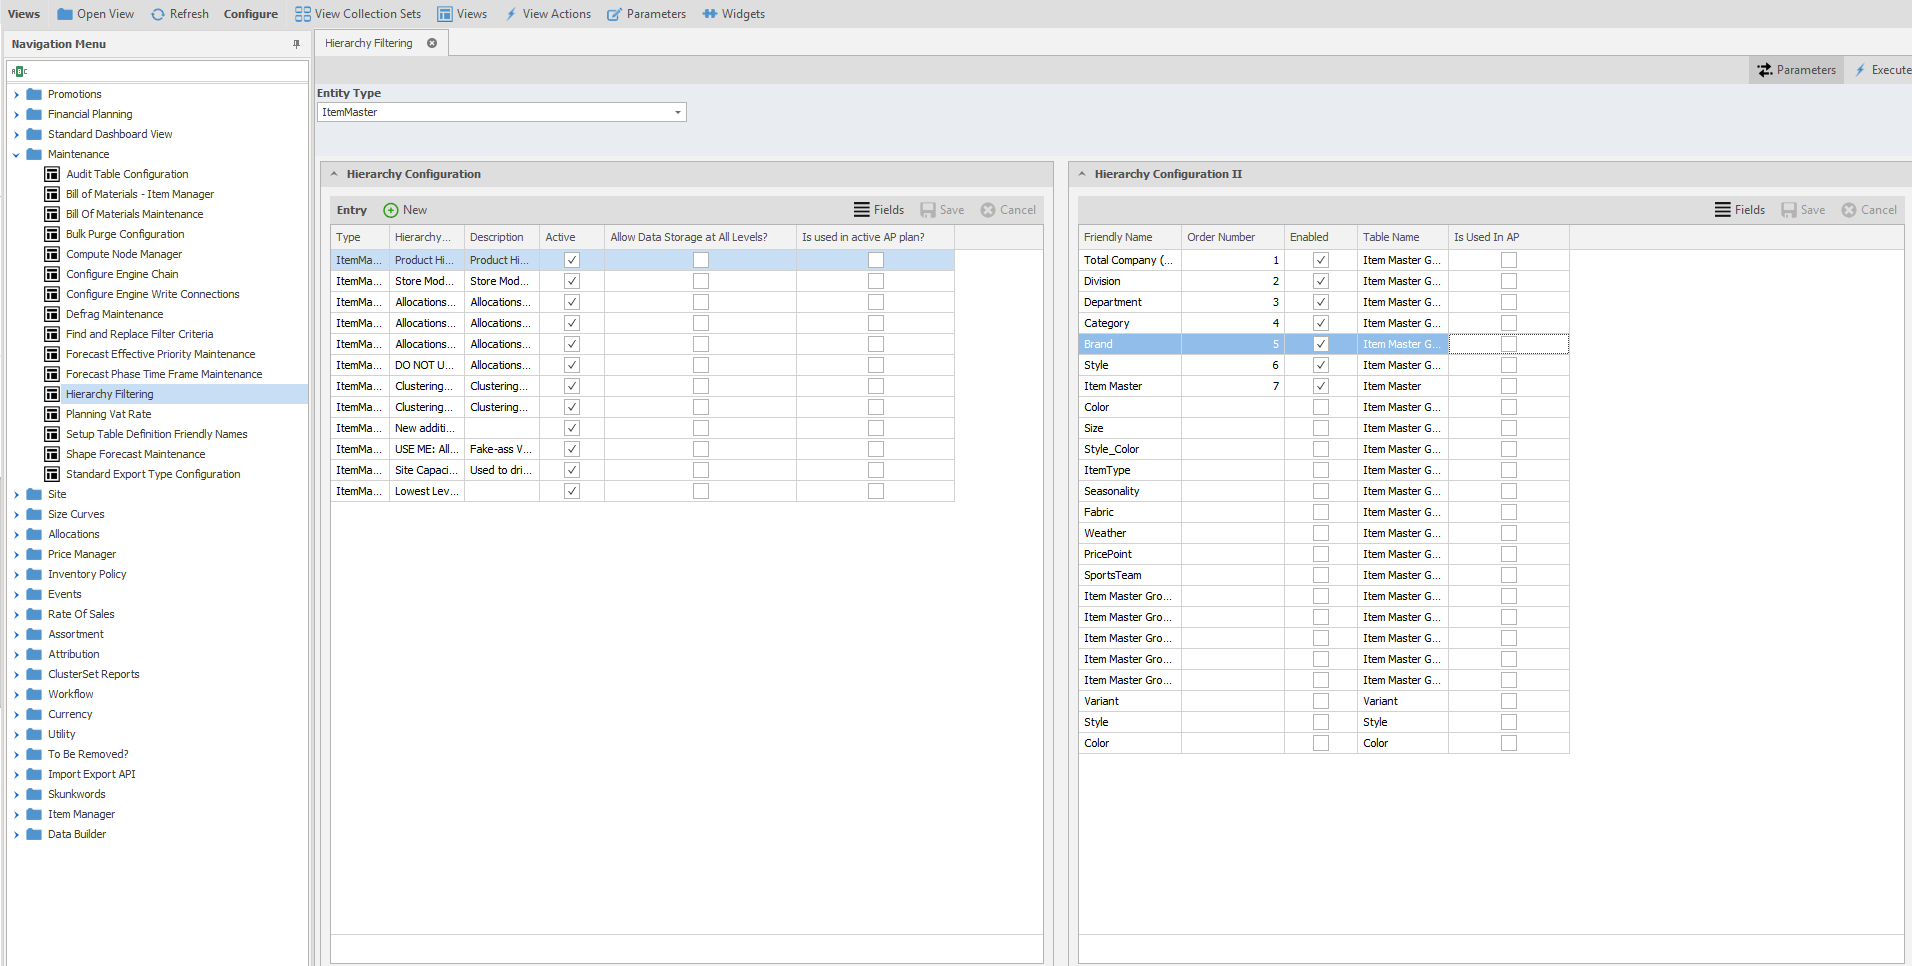 Views Open View Refresh Configure View Collection Sets Views View Actions Parameters Widgets
Navigation Menu
Hierarchy Filtering
Parameters Execute
Entity Type
ItemMaster
Promotions
Financial Planning
Standard Dashboard View
Maintenance
Audit Table Configuration
Bill of Materials - Item Manager
Bill Of Materials Maintenance
Bulk Purge Configuration
Compute Node Manager
Configure Engine Chain
Configure Engine Write Connections
Defrag Maintenance
Find and Replace Filter Criteria
Forecast Effective Priority Maintenance
Forecast Phase Time Frame Maintenance
Hierarchy Filtering
Planning Vat Rate
Setup Table Definition Friendly Names
Shape Forecast Maintenance
Standard Export Type Configuration
Site
Size Curves
Allocations
Price Manager
Inventory Policy
Events
Rate Of Sales
Assortment
Attribution
ClusterSet Reports
Workflow
Currency
Utility
To Be Removed?
Import Export API
Skunkwords
Item Manager
Data Builder
Hierarchy Configuration
Entry New Fields Save Cancel
Type Hierarchy... Description Active Allow Data Storage at All Levels? Is used in active AP plan?
ItemMa... Product Hi... Product Hi...
ItemMa... Store Mod... Store Mod...
ItemMa... Allocations... Allocations...
ItemMa... Allocations... Allocations...
ItemMa... Allocations... Allocations...
ItemMa... DO NOT U... Allocations...
ItemMa... Clustering... Clustering...
ItemMa... Clustering... Clustering...
ItemMa... New additi...
ItemMa... USE ME: All... Fake-ass V...
ItemMa... Site Capaci... Used to dri...
ItemMa... Lowest Lev...
Hierarchy Configuration II
Fields Save Cancel
Friendly Name Order Number Enabled Table Name Is Used In AP
Total Company (... 1 Item Master G...
Division 2 Item Master G...
Department 3 Item Master G...
Category 4 Item Master G...
Brand 5 Item Master G...
Style 6 Item Master G...
Item Master 7 Item Master
Color Item Master G...
Size Item Master G...
Style_Color Item Master G...
ItemType Item Master G...
Seasonality Item Master G...
Fabric Item Master G...
Weather Item Master G...
PricePoint Item Master G...
SportsTeam Item Master G...
Item Master Gro... Item Master G...
Item Master Gro... Item Master G...
Item Master Gro... Item Master G...
Item Master Gro... Item Master G...
Item Master Gro... Item Master G...
Variant Variant
Style Style
Color Color